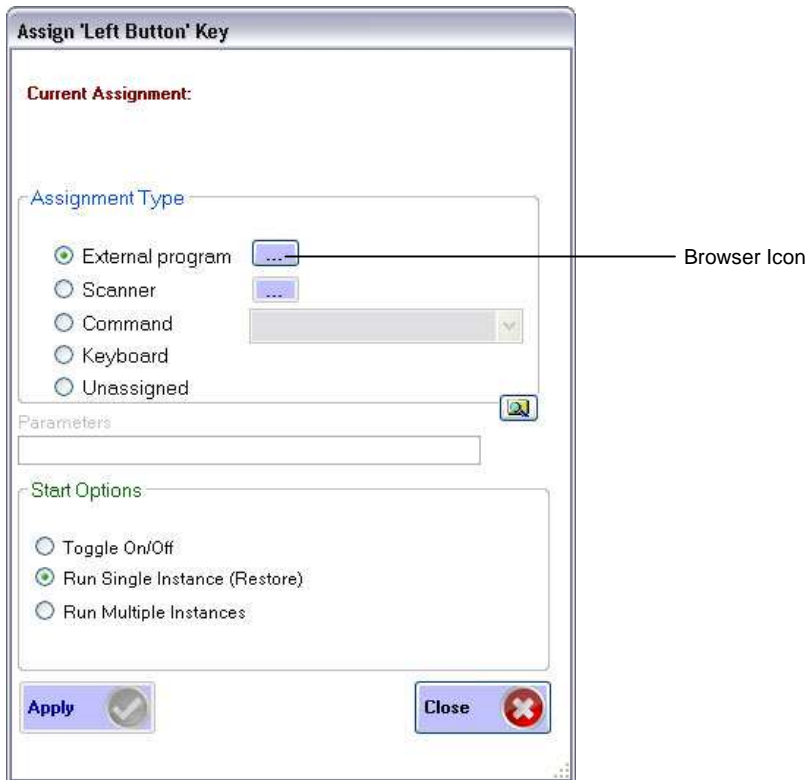 Assign 'Left Button' Key
Current Assignment:
Assignment Type
External program
...
Browser Icon
Scanner
...
Command
Keyboard
Unassigned
Parameters
Start Options
Toggle On/Off
Run Single Instance (Restore)
Run Multiple Instances
Apply
Close